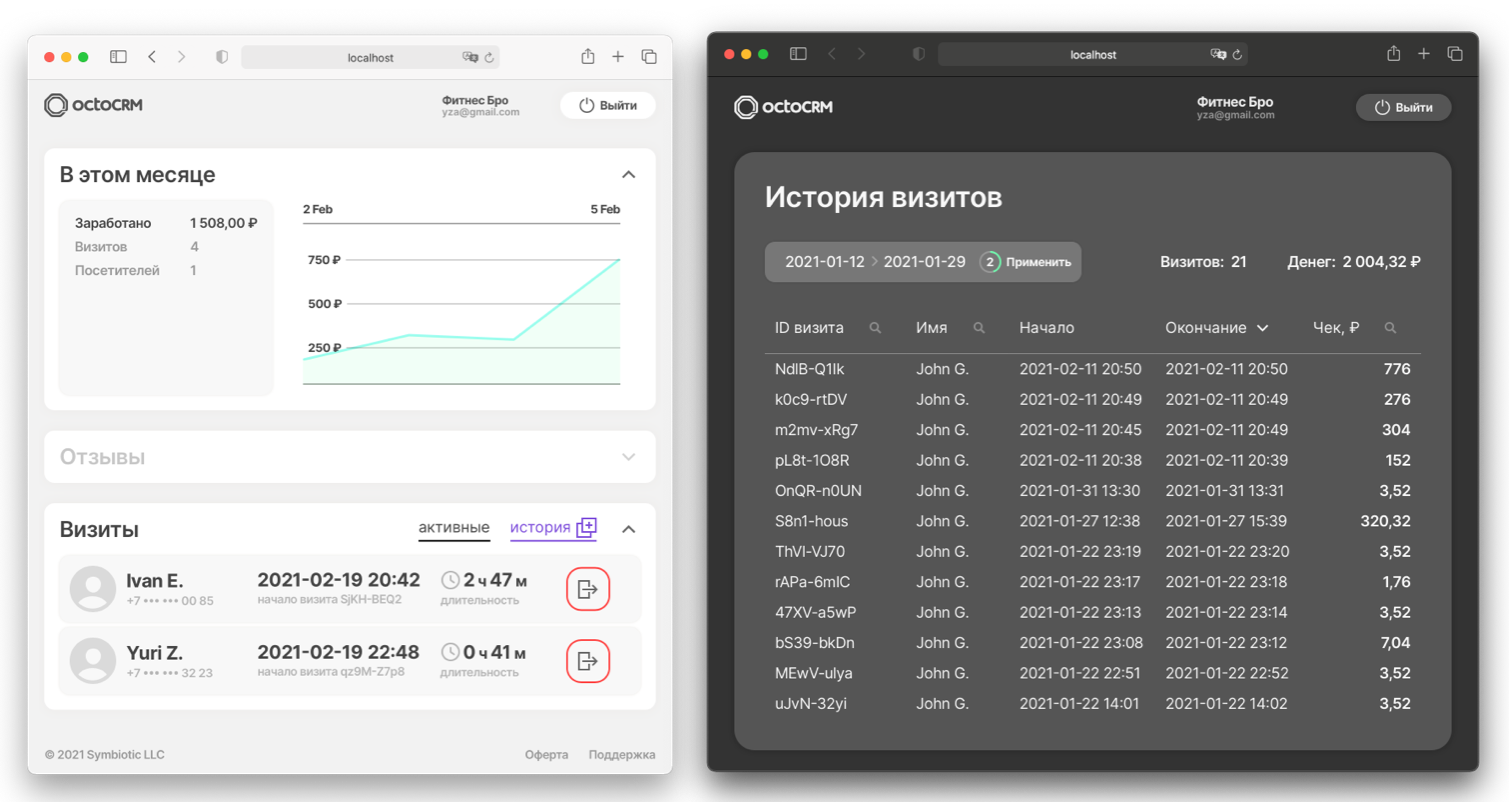 localhost
octoCRM
Фитнес Бро
yza@gmail.com
Выйти
В этом месяце
Заработано 1 508,00 ₽
Визитов 4
Посетителей 1
2 Feb 5 Feb
750 ₽
500 ₽
250 ₽
Отзывы
Визиты активные история
Ivan E. 2021-02-19 20:42 2 ч 47 м
+7 ••• ••• 00 85 начало визита SjKH-BEQ2 длительность
Yuri Z. 2021-02-19 22:48 0 ч 41 м
+7 ••• ••• 32 23 начало визита qz9M-Z7p8 длительность
© 2021 Symbiotic LLC Оферта Поддержка
localhost
octoCRM
Фитнес Бро
yza@gmail.com
Выйти
История визитов
2021-01-12 > 2021-01-29 2 Применить Визитов: 21 Денег: 2 004,32 ₽
ID визита Имя Начало Окончание Чек, ₽
NdlB-Q1lk John G. 2021-02-11 20:50 2021-02-11 20:50 776
k0c9-rtDV John G. 2021-02-11 20:49 2021-02-11 20:49 276
m2mv-xRg7 John G. 2021-02-11 20:45 2021-02-11 20:49 304
pL8t-1O8R John G. 2021-02-11 20:38 2021-02-11 20:39 152
OnQR-n0UN John G. 2021-01-31 13:30 2021-01-31 13:31 3,52
S8n1-hous John G. 2021-01-27 12:38 2021-01-27 15:39 320,32
ThVI-VJ70 John G. 2021-01-22 23:19 2021-01-22 23:20 3,52
rAPa-6mIC John G. 2021-01-22 23:17 2021-01-22 23:18 1,76
47XV-a5wP John G. 2021-01-22 23:13 2021-01-22 23:14 3,52
bS39-bkDn John G. 2021-01-22 23:08 2021-01-22 23:12 7,04
MEwV-ulya John G. 2021-01-22 22:51 2021-01-22 22:52 3,52
uJvN-32yi John G. 2021-01-22 14:01 2021-01-22 14:02 3,52